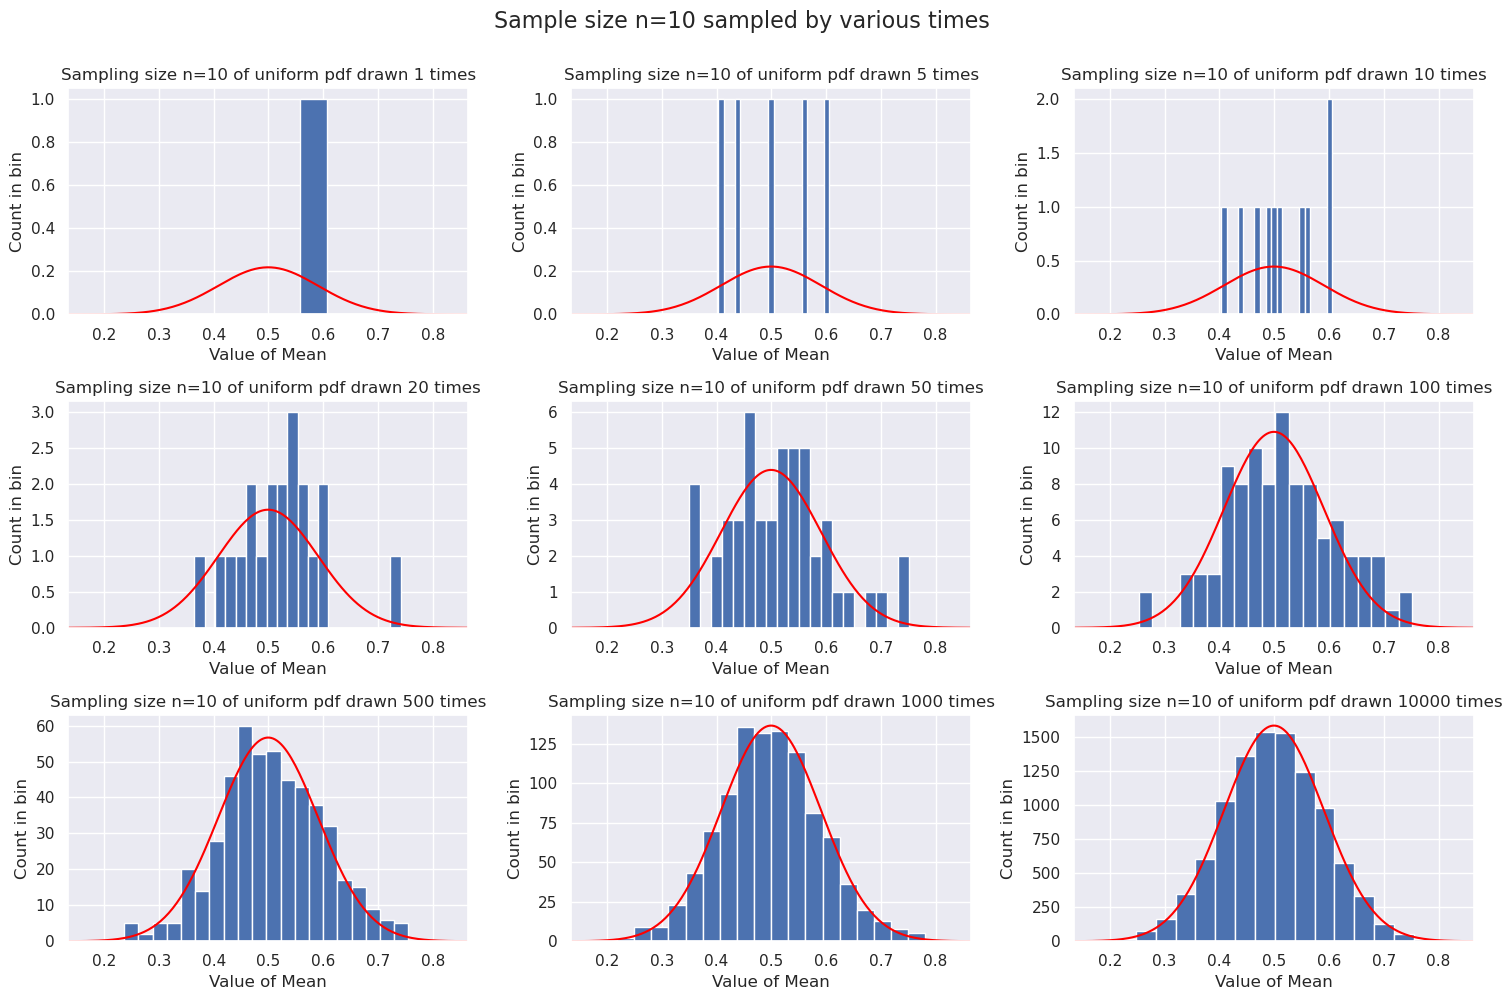 Sample size n=10 sampled by various times
Sampling size n=10 of uniform pdf drawn 1 times
Count in bin
1.0
0.8
0.6
0.4
0.2
0.0
0.2 0.3 0.4 0.5 0.6 0.7 0.8
Value of Mean
Sampling size n=10 of uniform pdf drawn 5 times
Count in bin
1.0
0.8
0.6
0.4
0.2
0.0
0.2 0.3 0.4 0.5 0.6 0.7 0.8
Value of Mean
Sampling size n=10 of uniform pdf drawn 10 times
Count in bin
2.0
1.5
1.0
0.5
0.0
0.2 0.3 0.4 0.5 0.6 0.7 0.8
Value of Mean
Sampling size n=10 of uniform pdf drawn 20 times
Count in bin
3.0
2.5
2.0
1.5
1.0
0.5
0.0
0.2 0.3 0.4 0.5 0.6 0.7 0.8
Value of Mean
Sampling size n=10 of uniform pdf drawn 50 times
Count in bin
6
5
4
3
2
1
0
0.2 0.3 0.4 0.5 0.6 0.7 0.8
Value of Mean
Sampling size n=10 of uniform pdf drawn 100 times
Count in bin
12
10
8
6
4
2
0
0.2 0.3 0.4 0.5 0.6 0.7 0.8
Value of Mean
Sampling size n=10 of uniform pdf drawn 500 times
Count in bin
60
50
40
30
20
10
0
0.2 0.3 0.4 0.5 0.6 0.7 0.8
Value of Mean
Sampling size n=10 of uniform pdf drawn 1000 times
Count in bin
125
100
75
50
25
0
0.2 0.3 0.4 0.5 0.6 0.7 0.8
Value of Mean
Sampling size n=10 of uniform pdf drawn 10000 times
Count in bin
1500
1250
1000
750
500
250
0
0.2 0.3 0.4 0.5 0.6 0.7 0.8
Value of Mean